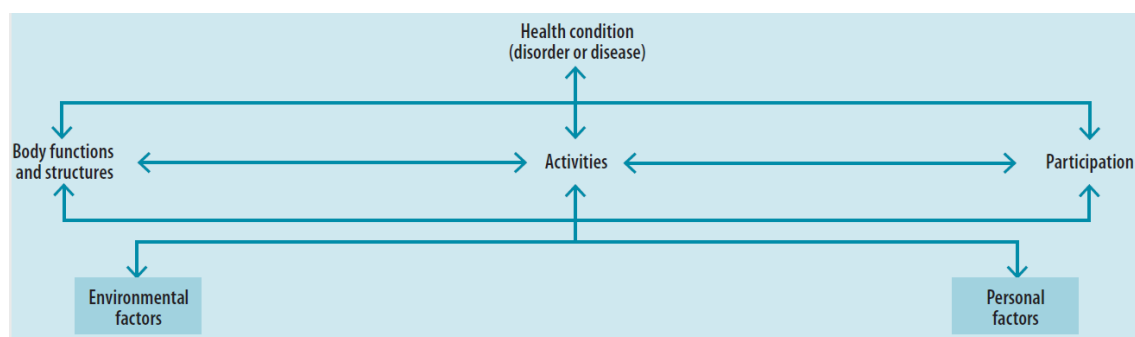 Health condition
(disorder or disease)
Body functions
and structures
Activities
Participation
Environmental
factors
Personal
factors